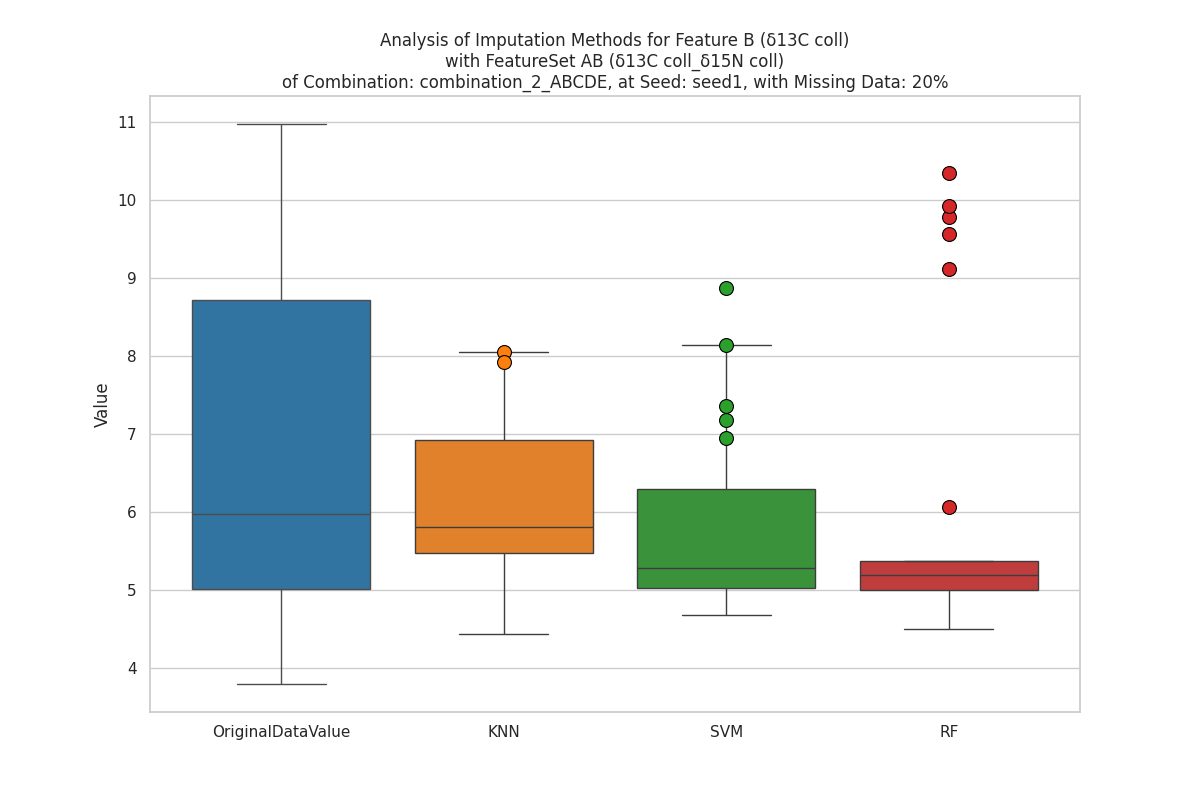 Analysis of Imputation Methods for Feature B (δ13C coll)
with FeatureSet AB (δ13C coll_δ15N coll)
of Combination: combination_2_ABCDE, at Seed: seed1, with Missing Data: 20%
11
10
9
8
7
6
5
4
Value
OriginalDataValue
KNN
SVM
RF